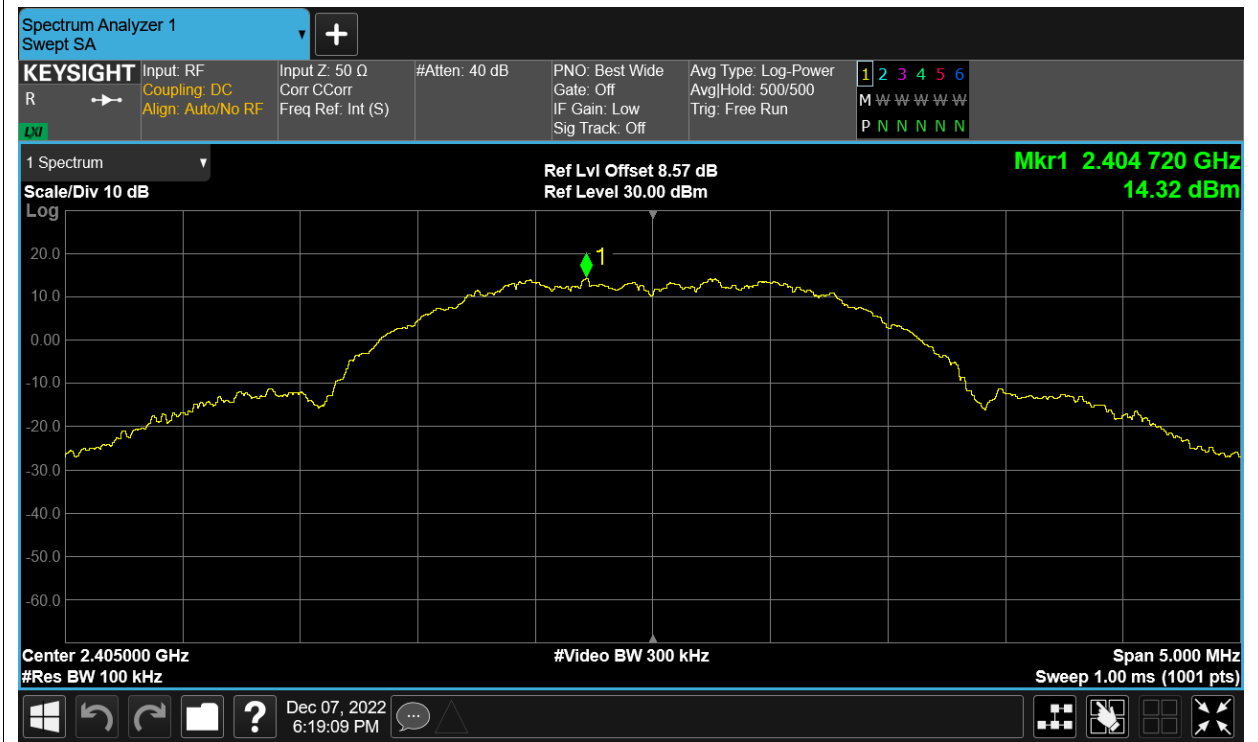 Spectrum Analyzer 1
Swept SA
KEYSIGHT
R
LXI
Input: RF
Coupling: DC
Align: Auto/No RF
Input Z: 50 Ω
Corr CCorr
Freq Ref: Int (S)
#Atten: 40 dB
PNO: Best Wide
Gate: Off
IF Gain: Low
Sig Track: Off
Avg Type: Log-Power
Avg|Hold: 500/500
Trig: Free Run
1 2 3 4 5 6
M W W W W W
P N N N N N
1 Spectrum
Scale/Div 10 dB
Log
Ref Lvl Offset 8.57 dB
Ref Level 30.00 dBm
Mkr1 2.404 720 GHz
14.32 dBm
1
20.0
10.0
0.00
-10.0
-20.0
-30.0
-40.0
-50.0
-60.0
Center 2.405000 GHz
#Res BW 100 kHz
#Video BW 300 kHz
Span 5.000 MHz
Sweep 1.00 ms (1001 pts)
?
Dec 07, 2022
6:19:09 PM